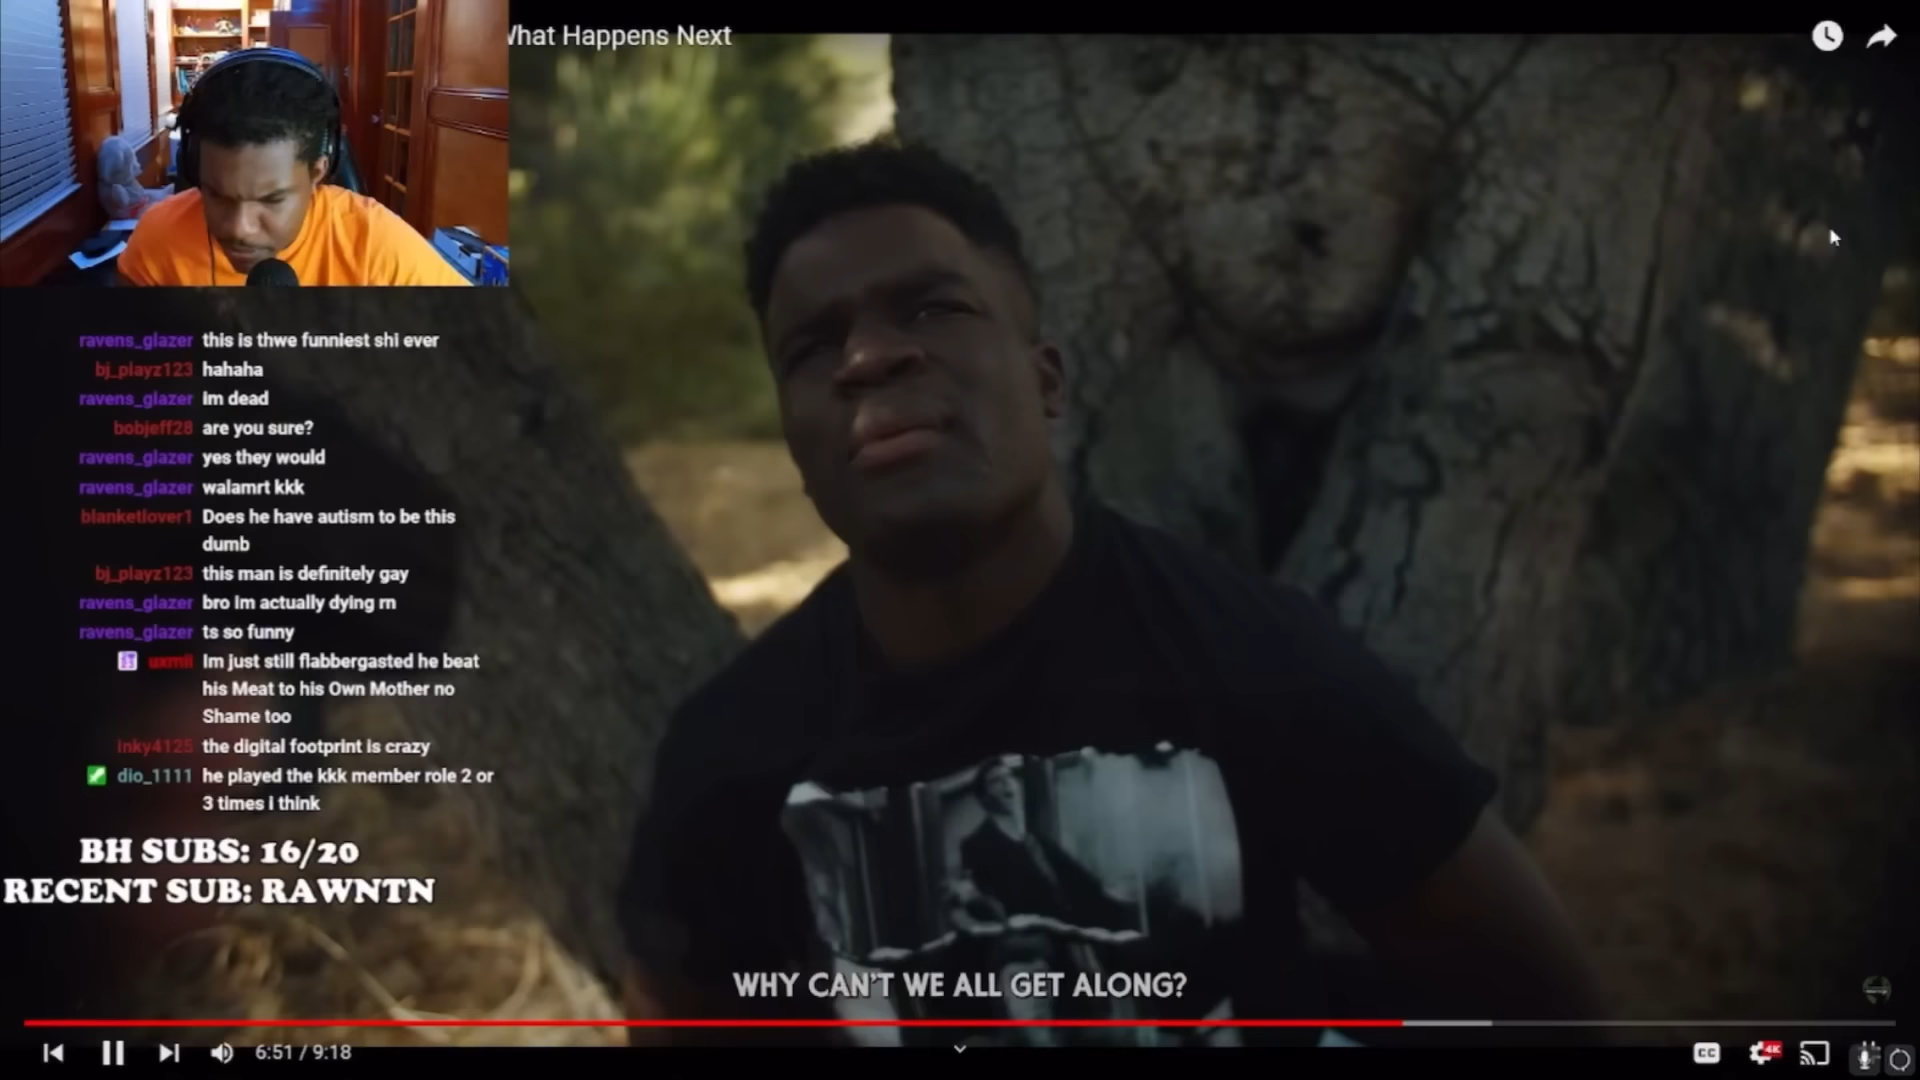 What Happens Next
ravens_glazer this is thwe funniest shi ever
bj_playz123 hahaha
ravens_glazer im dead
bobjeff28 are you sure?
ravens_glazer yes they would
ravens_glazer walamrt kkk
blanketlover1 Does he have autism to be this
dumb
bj_playz123 this man is definitely gay
ravens_glazer bro im actually dying rn
ravens_glazer ts so funny
uxmii Im just still flabbergasted he beat
his Meat to his Own Mother no
Shame too
inky4125 the digital footprint is crazy
dio_1111 he played the kkk member role 2 or
3 times i think
BH SUBS: 16/20
RECENT SUB: RAWNTN
WHY CAN'T WE ALL GET ALONG?
6:51 / 9:18
CC
4K